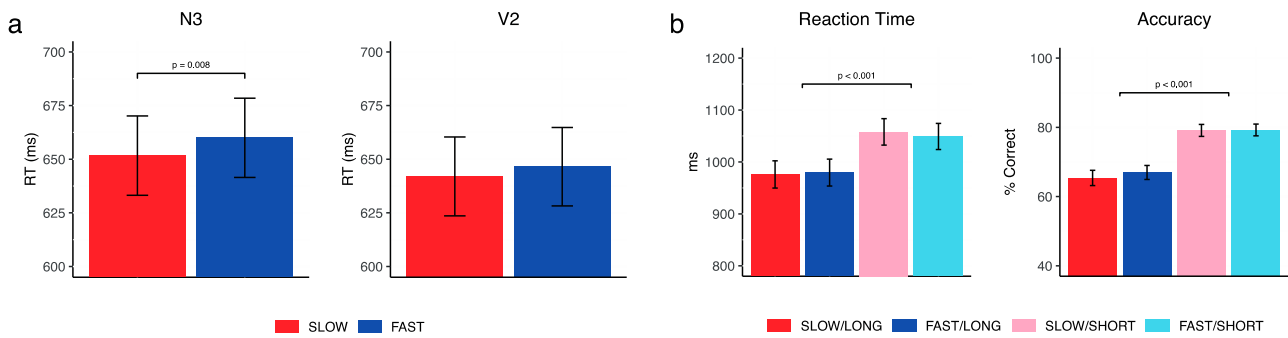 a
N3
RT (ms)
700
675
650
625
600
p = 0.008
V2
RT (ms)
700
675
650
625
600
SLOW
FAST
b
Reaction Time
ms
1200
1100
1000
900
800
p < 0.001
Accuracy
% Correct
100
80
60
40
p < 0,001
SLOW/LONG
FAST/LONG
SLOW/SHORT
FAST/SHORT